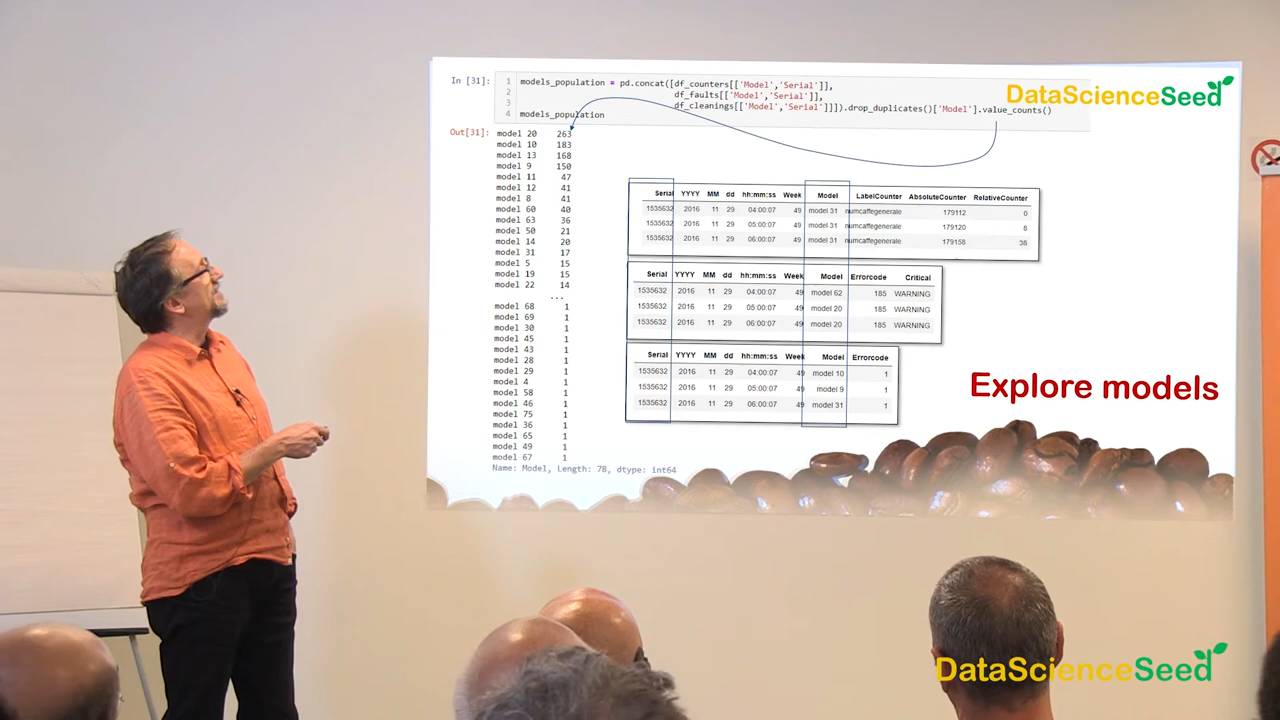 In [31]:
1 models_population = pd.concat([df_counters[['Model','Serial']],
2 df_faults[['Model','Serial']],
3 df_cleanings[['Model','Serial']]]).drop_duplicates()['Model'].value_counts()
4 models_population
DataScienceSeed
Out[31]:
model 20 263
model 10 183
model 13 168
model 9 150
model 11 47
model 12 41
model 8 41
model 60 40
model 63 36
model 50 21
model 14 20
model 31 17
model 5 15
model 19 15
model 22 14
...
model 68 1
model 69 1
model 30 1
model 45 1
model 43 1
model 28 1
model 29 1
model 4 1
model 58 1
model 46 1
model 75 1
model 36 1
model 65 1
model 49 1
model 67 1
Name: Model, Length: 78, dtype: int64
Serial YYYY MM dd hh:mm:ss Week Model LabelCounter AbsoluteCounter RelativeCounter
1535632 2016 11 29 04:00:07 49 model 31 numcaffegenerale 179112 0
1535632 2016 11 29 05:00:07 49 model 31 numcaffegenerale 179120 8
1535632 2016 11 29 06:00:07 49 model 31 numcaffegenerale 179158 38
Serial YYYY MM dd hh:mm:ss Week Model Errorcode Critical
1535632 2016 11 29 04:00:07 49 model 62 185 WARNING
1535632 2016 11 29 05:00:07 49 model 20 185 WARNING
1535632 2016 11 29 06:00:07 49 model 20 185 WARNING
Serial YYYY MM dd hh:mm:ss Week Model Errorcode
1535632 2016 11 29 04:00:07 49 model 10 1
1535632 2016 11 29 05:00:07 49 model 9 1
1535632 2016 11 29 06:00:07 49 model 31 1
Explore models
DataScienceSeed